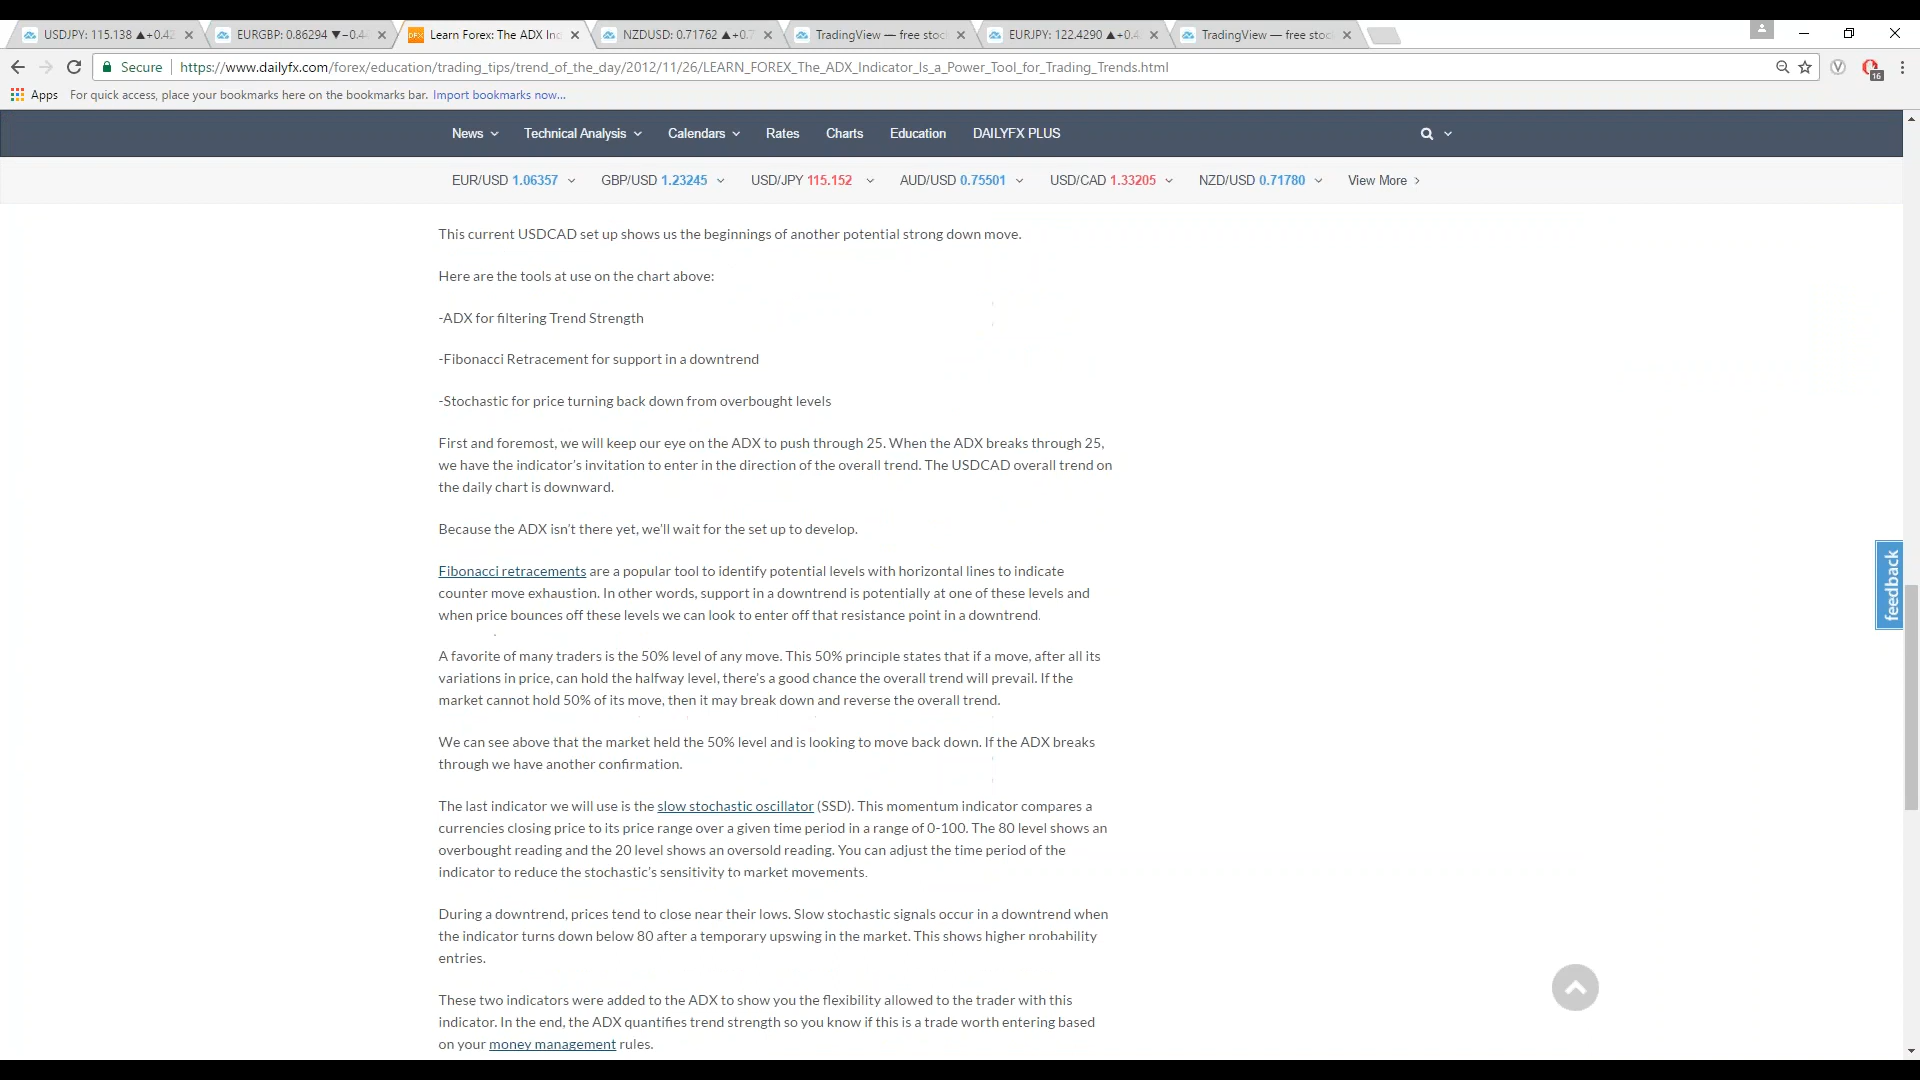 USDJPY: 115.138 ▲+0.42
EURGBP: 0.86294 ▼−0.4
Learn Forex: The ADX In
NZDUSD: 0.71762 ▲+0.7
TradingView — free stoc
EURJPY: 122.4290 ▲+0.4
TradingView — free stoc
Secure
https://www.dailyfx.com/forex/education/trading_tips/trend_of_the_day/2012/11/26/LEARN_FOREX_The_ADX_Indicator_Is_a_Power_Tool_for_Trading_Trends.html
16
Apps For quick access, place your bookmarks here on the bookmarks bar. Import bookmarks now...
News Technical Analysis Calendars Rates Charts Education DAILYFX PLUS
EUR/USD 1.06357 GBP/USD 1.23245 USD/JPY 115.152 AUD/USD 0.75501 USD/CAD 1.33205 NZD/USD 0.71780 View More >
This current USDCAD set up shows us the beginnings of another potential strong down move.
Here are the tools at use on the chart above:
-ADX for filtering Trend Strength
-Fibonacci Retracement for support in a downtrend
-Stochastic for price turning back down from overbought levels
First and foremost, we will keep our eye on the ADX to push through 25. When the ADX breaks through 25,
we have the indicator’s invitation to enter in the direction of the overall trend. The USDCAD overall trend on
the daily chart is downward.
Because the ADX isn’t there yet, we’ll wait for the set up to develop.
Fibonacci retracements are a popular tool to identify potential levels with horizontal lines to indicate
counter move exhaustion. In other words, support in a downtrend is potentially at one of these levels and
when price bounces off these levels we can look to enter off that resistance point in a downtrend.
A favorite of many traders is the 50% level of any move. This 50% principle states that if a move, after all its
variations in price, can hold the halfway level, there’s a good chance the overall trend will prevail. If the
market cannot hold 50% of its move, then it may break down and reverse the overall trend.
We can see above that the market held the 50% level and is looking to move back down. If the ADX breaks
through we have another confirmation.
The last indicator we will use is the slow stochastic oscillator (SSD). This momentum indicator compares a
currencies closing price to its price range over a given time period in a range of 0-100. The 80 level shows an
overbought reading and the 20 level shows an oversold reading. You can adjust the time period of the
indicator to reduce the stochastic’s sensitivity to market movements.
During a downtrend, prices tend to close near their lows. Slow stochastic signals occur in a downtrend when
the indicator turns down below 80 after a temporary upswing in the market. This shows higher probability
entries.
These two indicators were added to the ADX to show you the flexibility allowed to the trader with this
indicator. In the end, the ADX quantifies trend strength so you know if this is a trade worth entering based
on your money management rules.
feedback